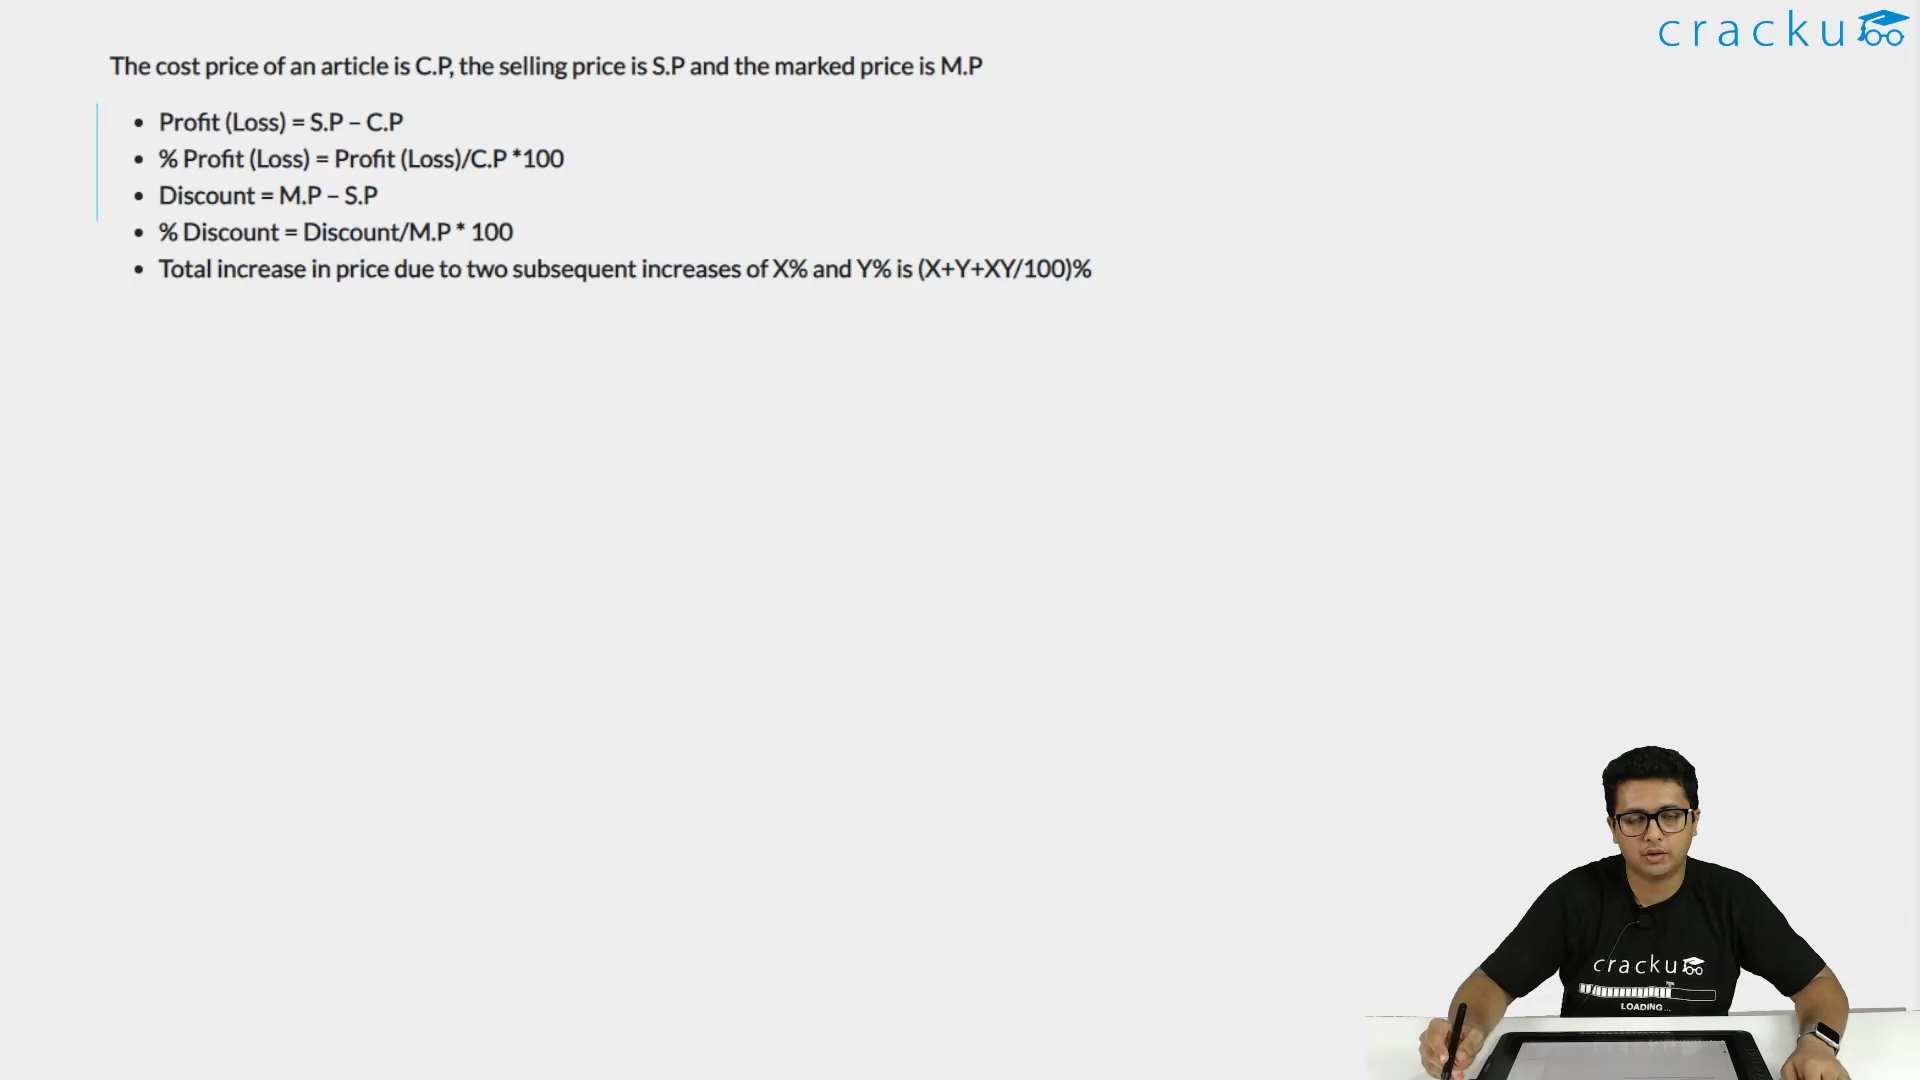 cracku
The cost price of an article is C.P, the selling price is S.P and the marked price is M.P
• Profit (Loss) = S.P – C.P
• % Profit (Loss) = Profit (Loss)/C.P *100
• Discount = M.P – S.P
• % Discount = Discount/M.P * 100
• Total increase in price due to two subsequent increases of X% and Y% is (X+Y+XY/100)%
cracku
LOADING...